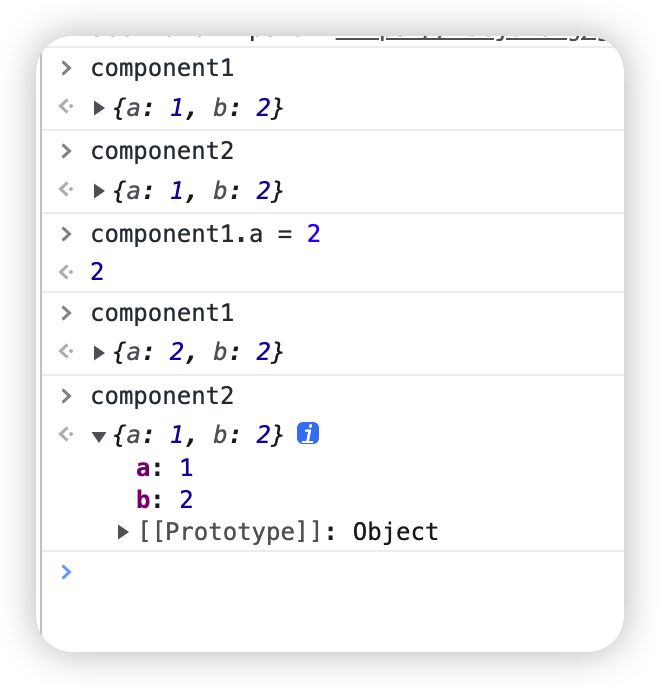 > component1
<· ▶{a: 1, b: 2}
> component2
<· ▶{a: 1, b: 2}
> component1.a = 2
<· 2
> component1
<· ▶{a: 2, b: 2}
> component2
<· ▼{a: 1, b: 2} i
a: 1
b: 2
▶[[Prototype]]: Object
>